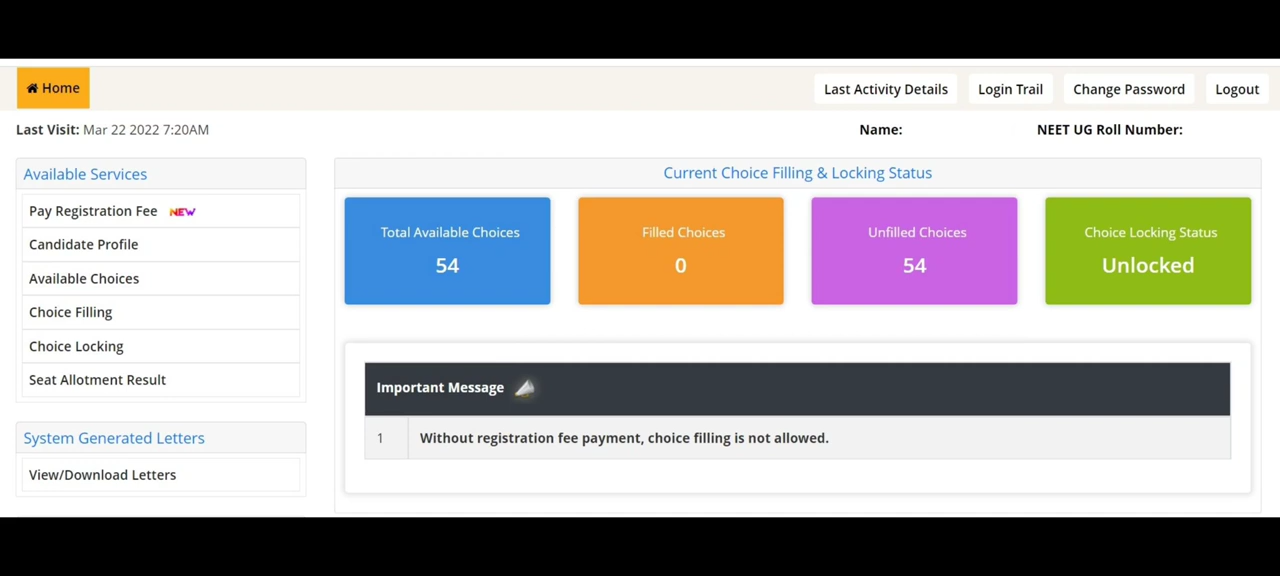 Home
Last Activity Details
Login Trail
Change Password
Logout
Last Visit: Mar 22 2022 7:20AM
Name:
NEET UG Roll Number:
Available Services
Pay Registration Fee NEW
Candidate Profile
Available Choices
Choice Filling
Choice Locking
Seat Allotment Result
System Generated Letters
View/Download Letters
Current Choice Filling & Locking Status
Total Available Choices
54
Filled Choices
0
Unfilled Choices
54
Choice Locking Status
Unlocked
Important Message
1 Without registration fee payment, choice filling is not allowed.